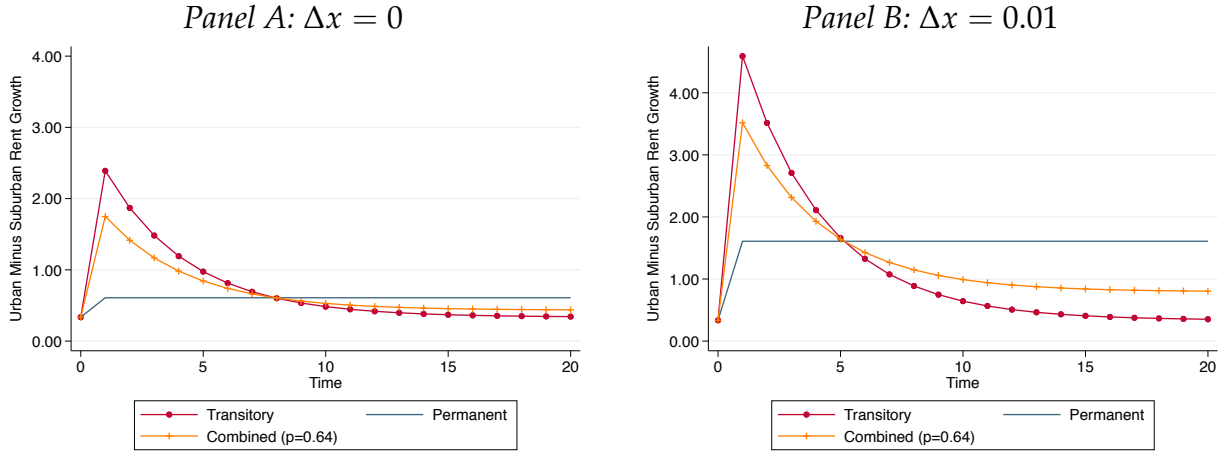 Panel A: Δx = 0
Urban Minus Suburban Rent Growth
4.00
3.00
2.00
1.00
0.00
0 5 10 15 20
Time
Transitory Permanent
Combined (p=0.64)
Panel B: Δx = 0.01
Urban Minus Suburban Rent Growth
4.00
3.00
2.00
1.00
0.00
0 5 10 15 20
Time
Transitory Permanent
Combined (p=0.64)